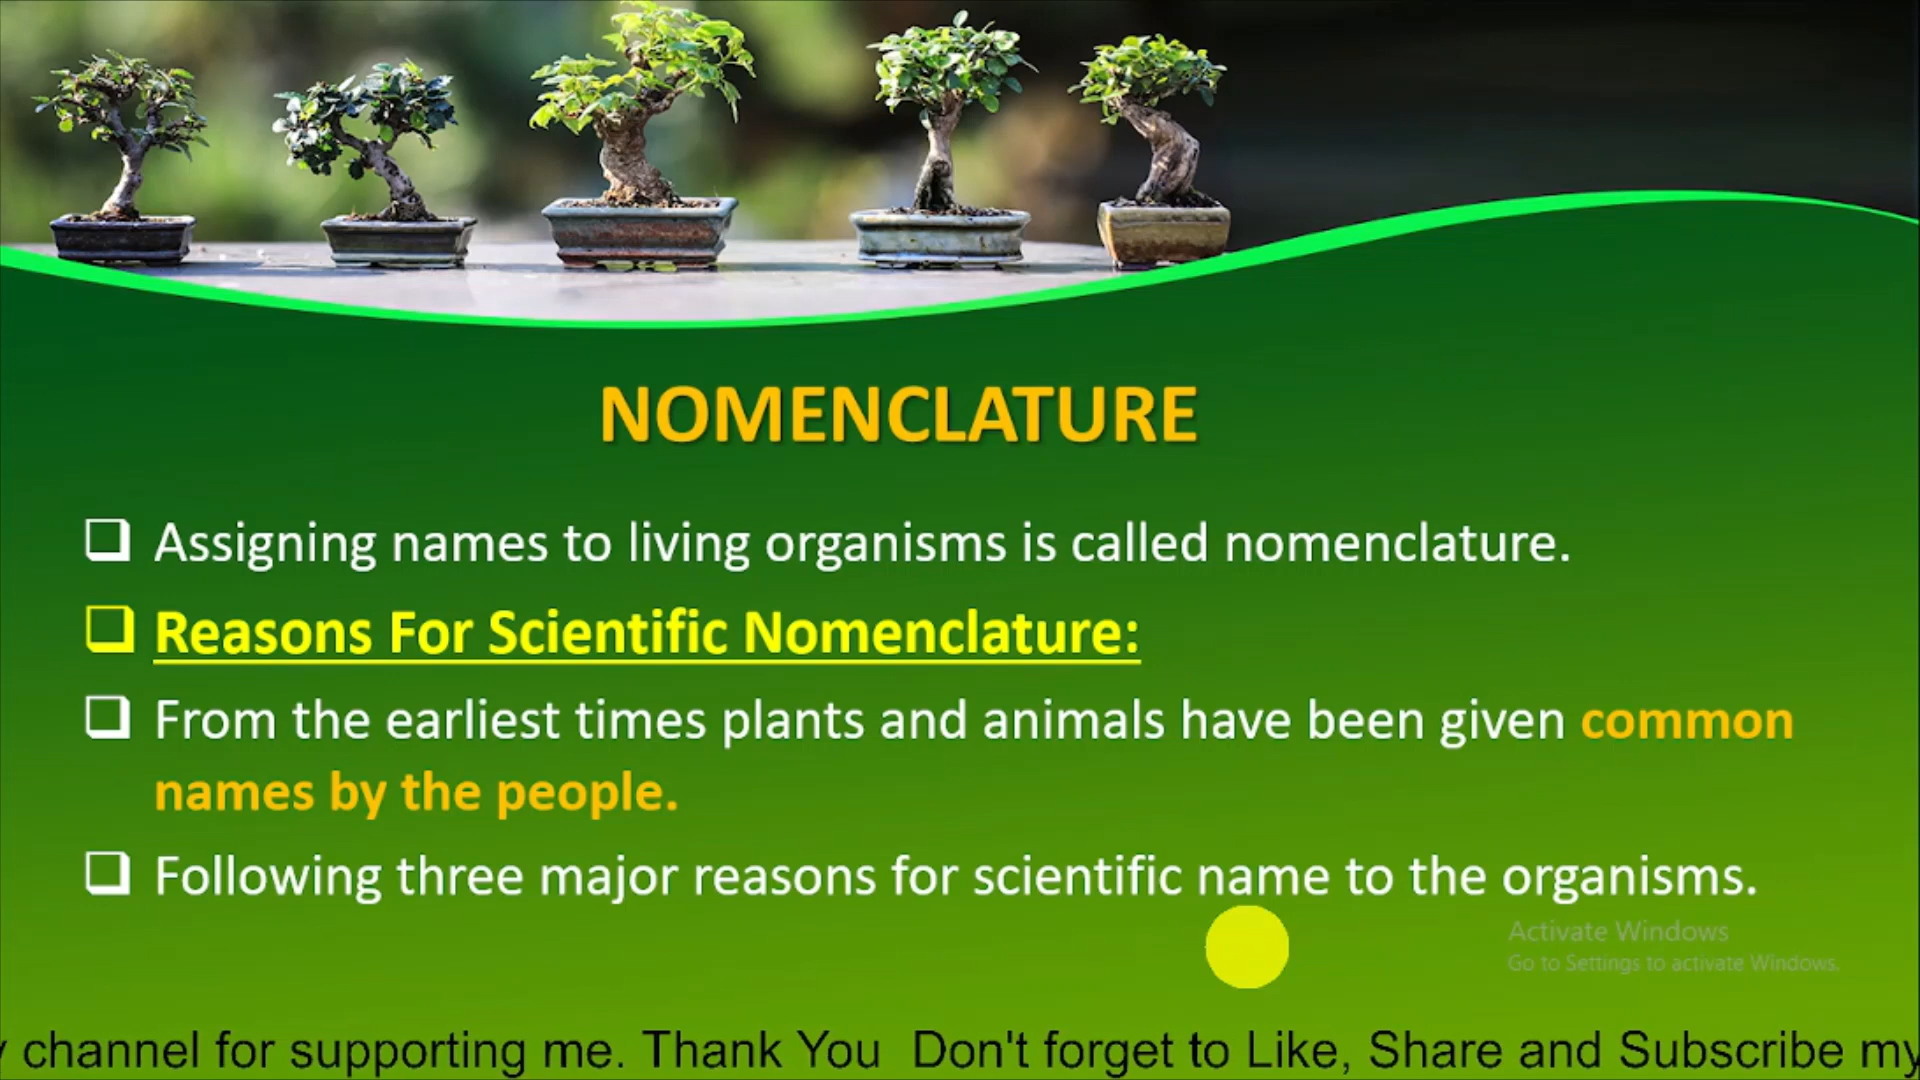 NOMENCLATURE
Assigning names to living organisms is called nomenclature.
Reasons For Scientific Nomenclature:
From the earliest times plants and animals have been given common
names by the people.
Following three major reasons for scientific name to the organisms.
Activate Windows
Go to Settings to activate Windows.
channel for supporting me. Thank You Don't forget to Like, Share and Subscribe my